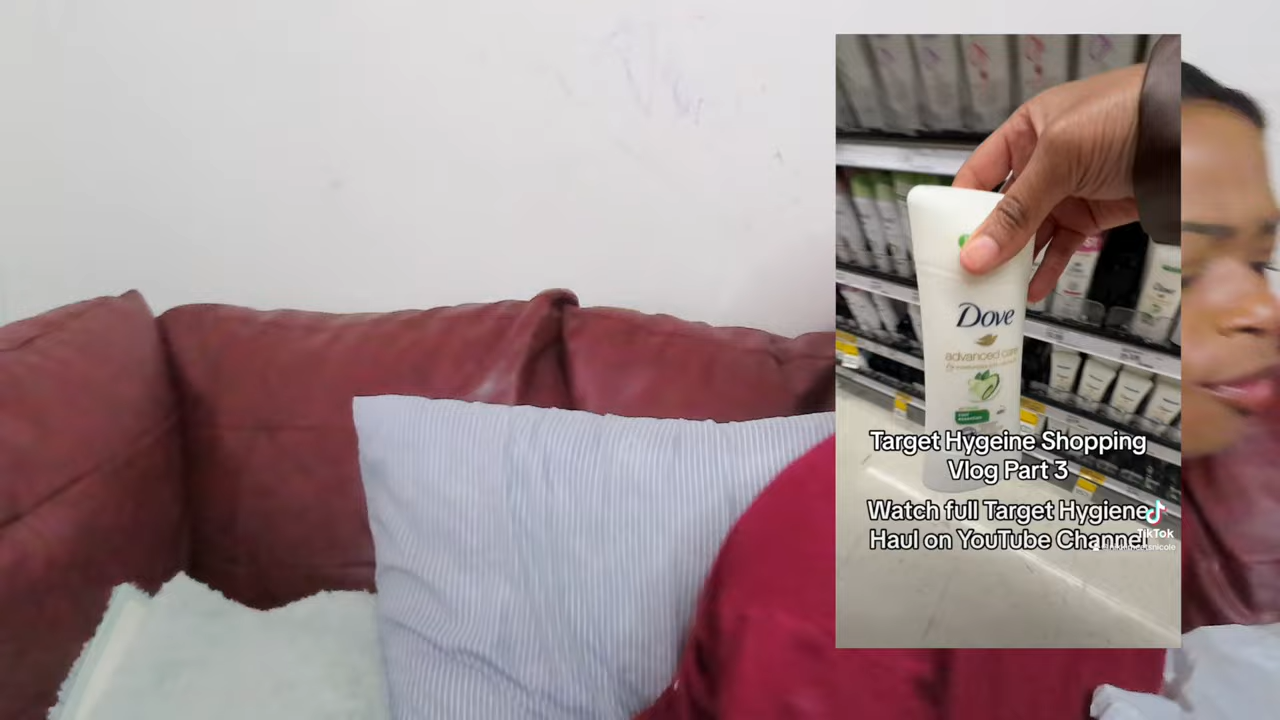 Dove
advanced care
Target Hygeine Shopping
Vlog Part 3
Watch full Target Hygiene
Haul on YouTube Channel
TikTok